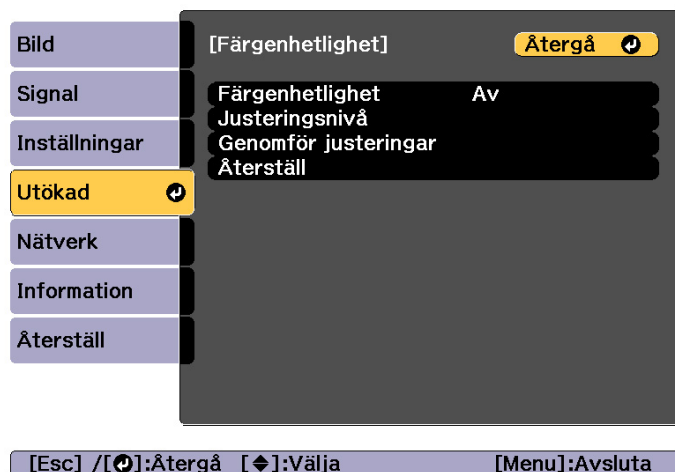 Bild
Signal
Inställningar
Utökad
Nätverk
Information
Återställ
[Färgenhetlighet] Återgå
Färgenhetlighet Av
Justeringsnivå
Genomför justeringar
Återställ
[Esc] /[ ]:Återgå [ ]:Välja [Menu]:Avsluta